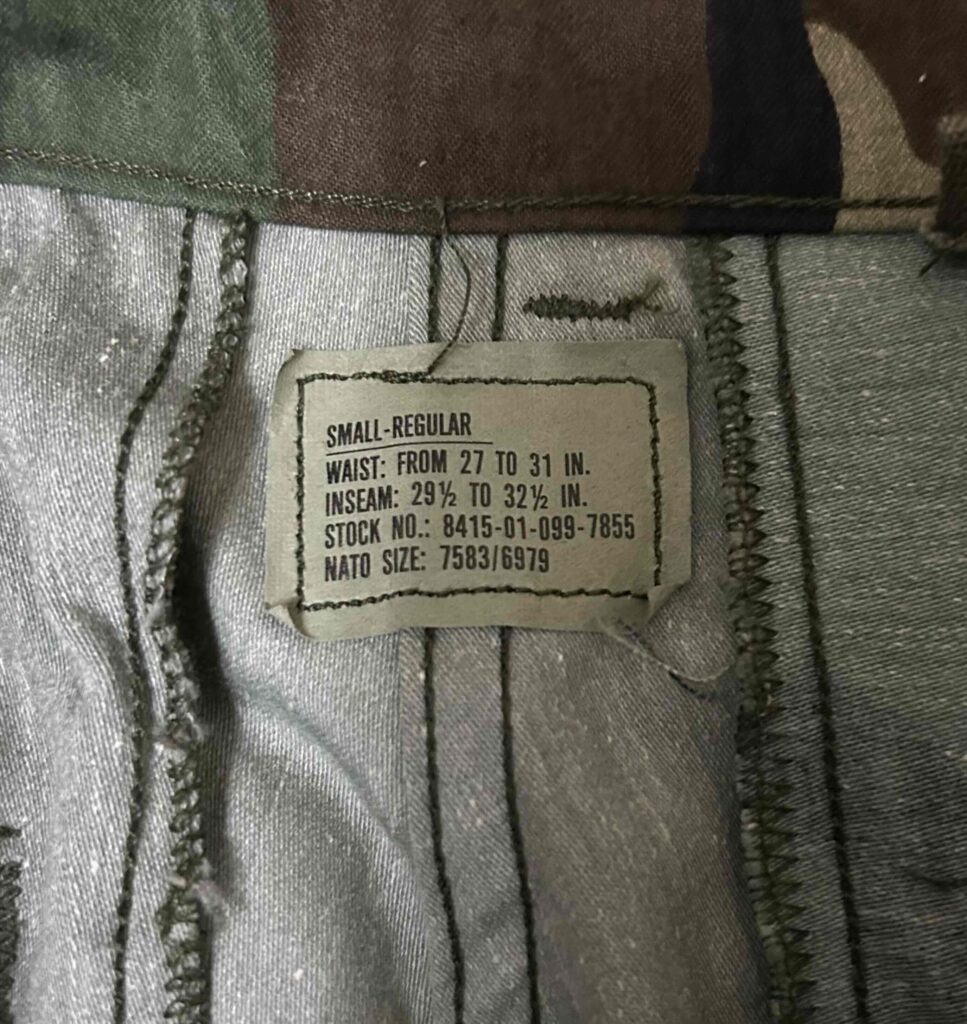 SMALL-REGULAR
WAIST: FROM 27 TO 31 IN.
INSEAM: 29½ TO 32½ IN.
STOCK NO.: 8415-01-099-7855
NATO SIZE: 7583/6979